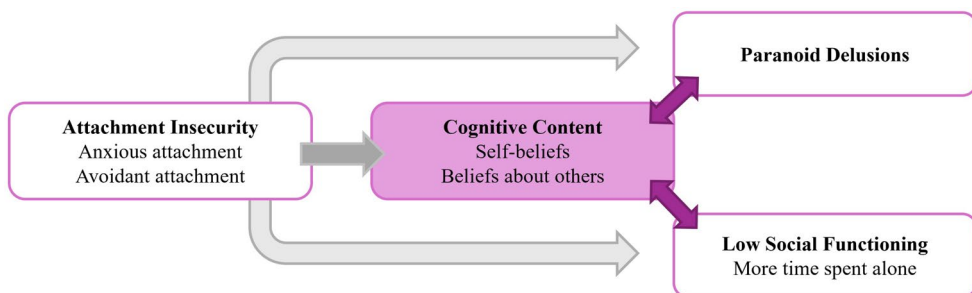 Paranoid Delusions
Attachment Insecurity
Anxious attachment
Avoidant attachment
Cognitive Content
Self-beliefs
Beliefs about others
Low Social Functioning
More time spent alone